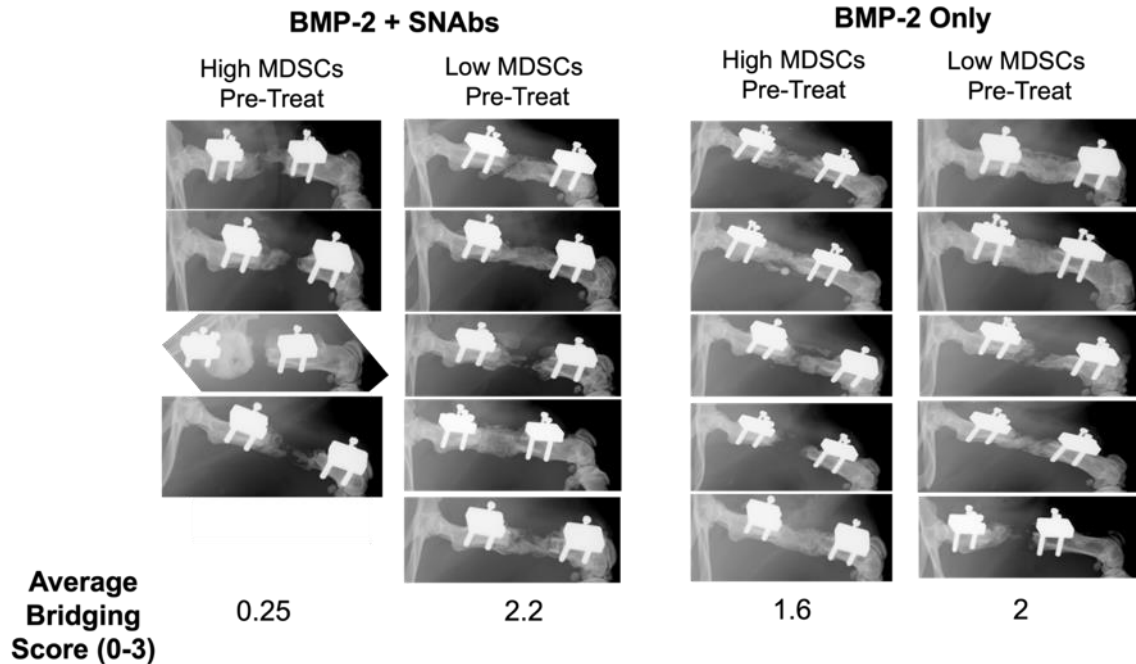 BMP-2 + SNAbs
BMP-2 Only
High MDSCs
Pre-Treat
Low MDSCs
Pre-Treat
High MDSCs
Pre-Treat
Low MDSCs
Pre-Treat
Average
Bridging
Score (0-3)
0.25
2.2
1.6
2